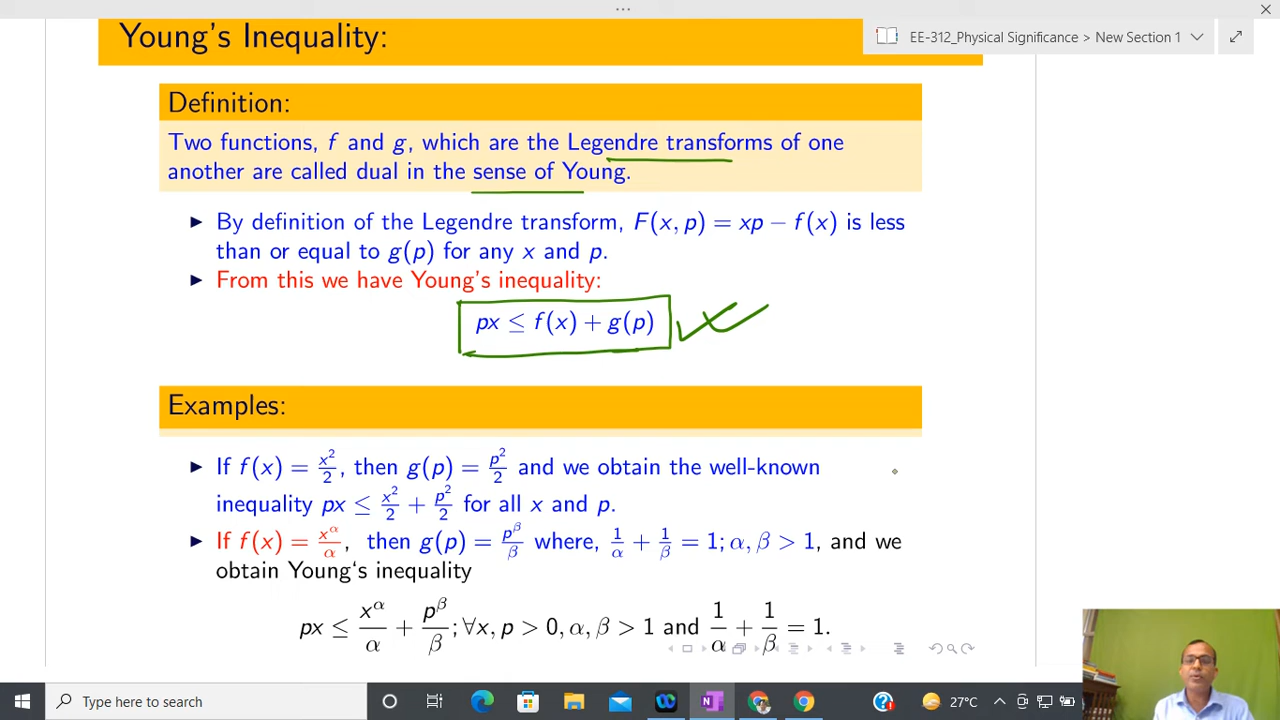 Young's Inequality:
EE-312_Physical Significance > New Section 1
Definition:
Two functions, f and g, which are the Legendre transforms of one
another are called dual in the sense of Young.
By definition of the Legendre transform, F(x, p) = xp − f(x) is less
than or equal to g(p) for any x and p.
From this we have Young's inequality:
px ≤ f(x) + g(p)
Examples:
If f(x) = x²/2, then g(p) = p²/2 and we obtain the well-known
inequality px ≤ x²/2 + p²/2 for all x and p.
If f(x) = x^α/α, then g(p) = p^β/β where, 1/α + 1/β = 1; α, β > 1, and we
obtain Young‘s inequality
px ≤ x^α/α + p^β/β; ∀x, p > 0, α, β > 1 and 1/α + 1/β = 1.
Type here to search
27°C